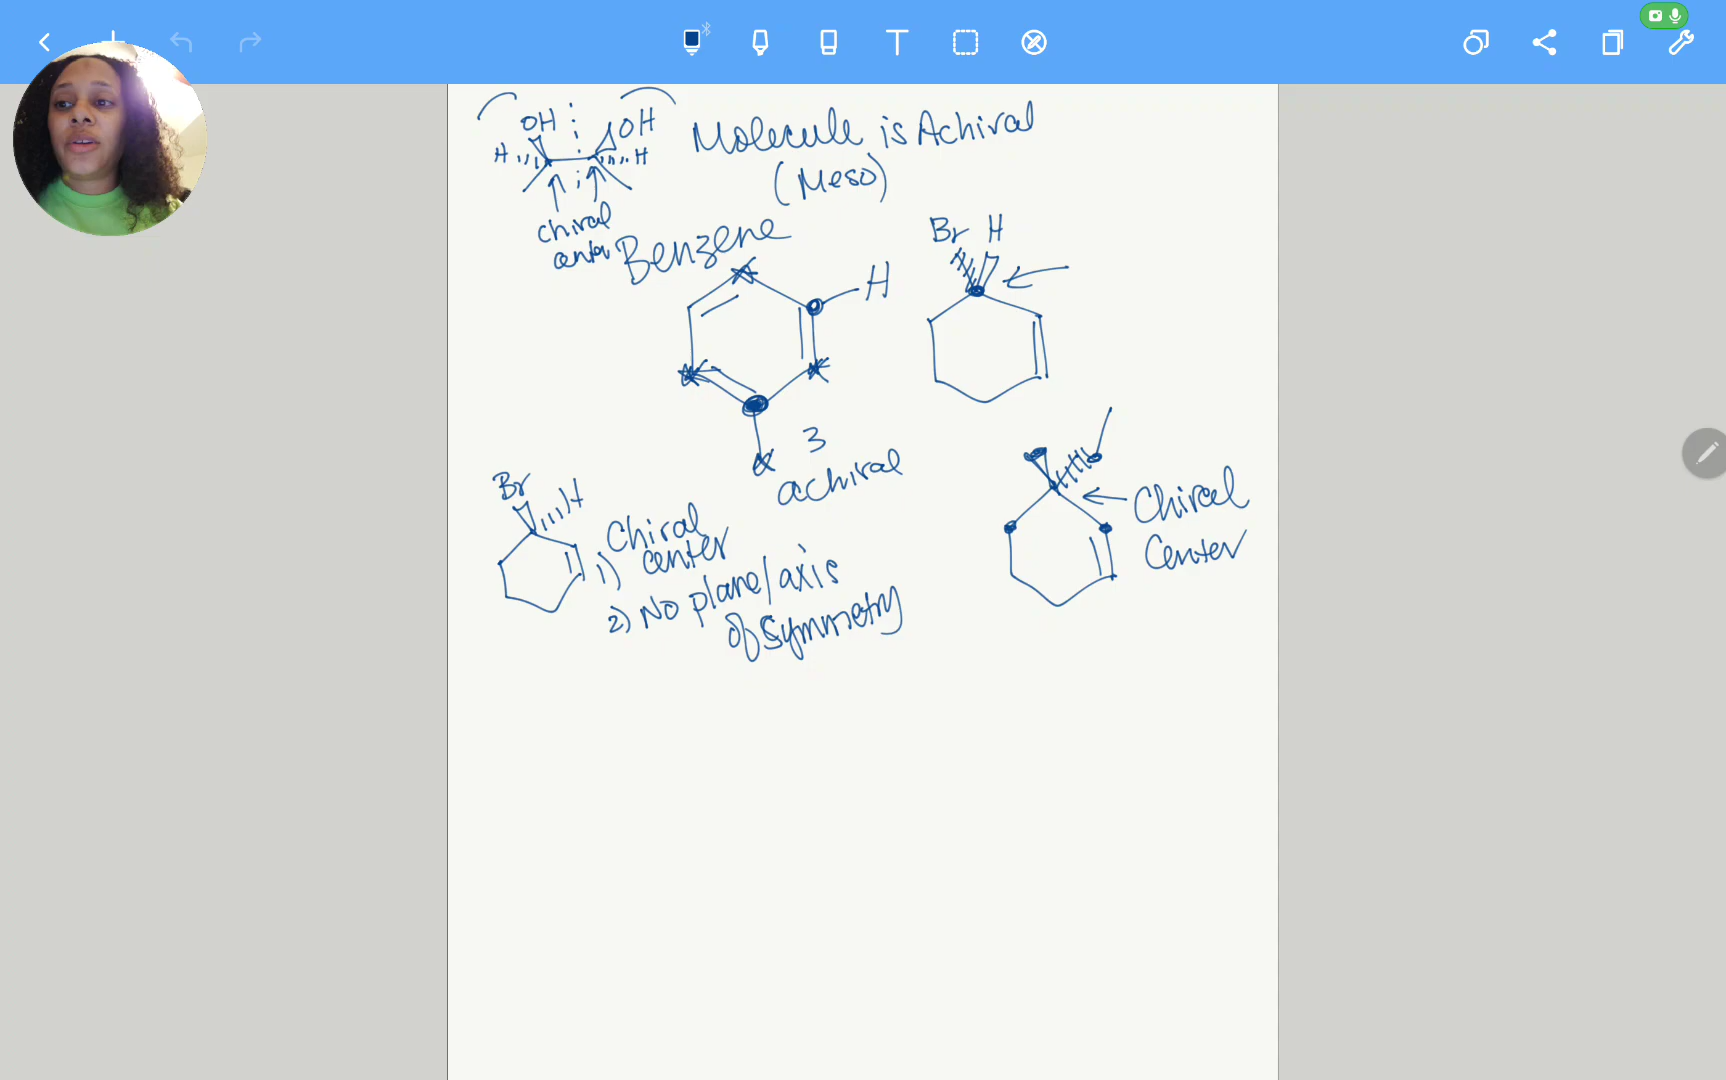 OH OH
H H
Molecule is Achiral
(Meso)
chiral
center
Benzene
H
Br H
3
achiral
Br H
Chiral
center
1)
2) No plane/axis
of symmetry
Chiral
Center
T